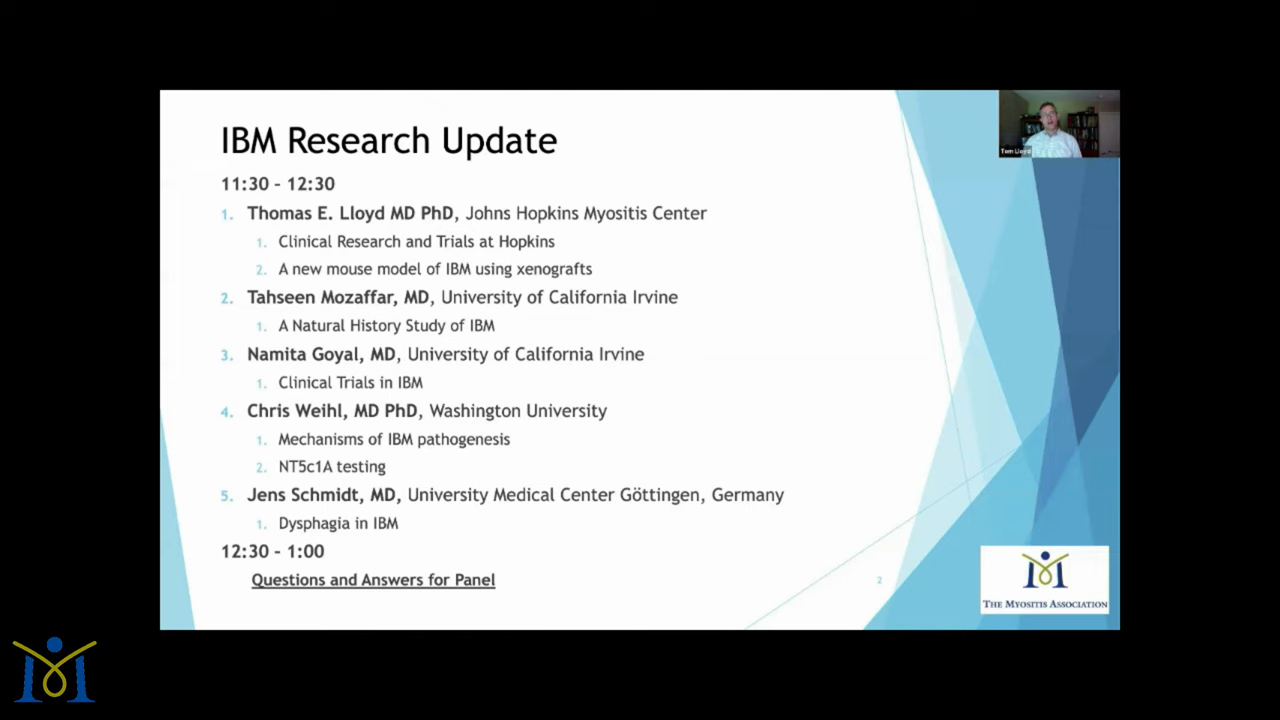 IBM Research Update
Tom Lloyd
11:30 – 12:30
1. Thomas E. Lloyd MD PhD, Johns Hopkins Myositis Center
1. Clinical Research and Trials at Hopkins
2. A new mouse model of IBM using xenografts
2. Tahseen Mozaffar, MD, University of California Irvine
1. A Natural History Study of IBM
3. Namita Goyal, MD, University of California Irvine
1. Clinical Trials in IBM
4. Chris Weihl, MD PhD, Washington University
1. Mechanisms of IBM pathogenesis
2. NT5c1A testing
5. Jens Schmidt, MD, University Medical Center Göttingen, Germany
1. Dysphagia in IBM
12:30 – 1:00
Questions and Answers for Panel
2
THE MYOSITIS ASSOCIATION